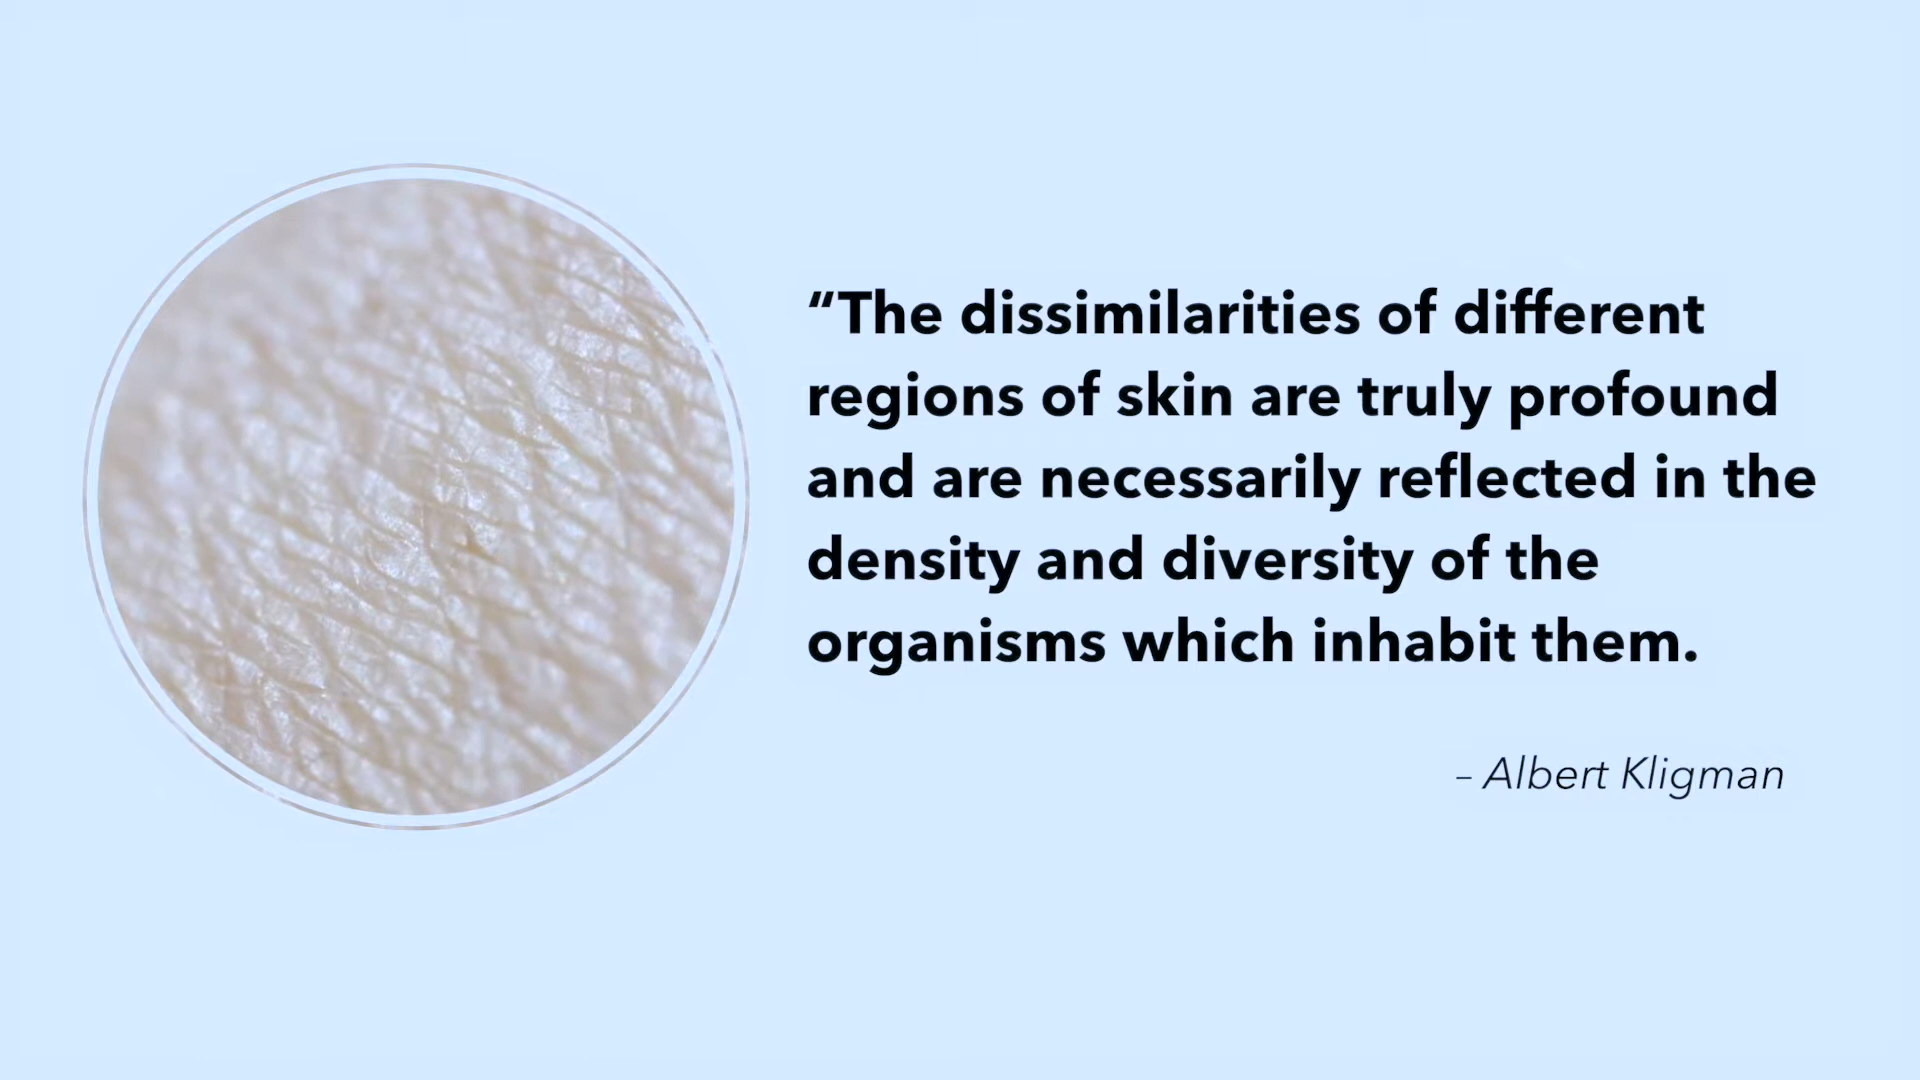 “The dissimilarities of different
regions of skin are truly profound
and are necessarily reflected in the
density and diversity of the
organisms which inhabit them.
– Albert Kligman